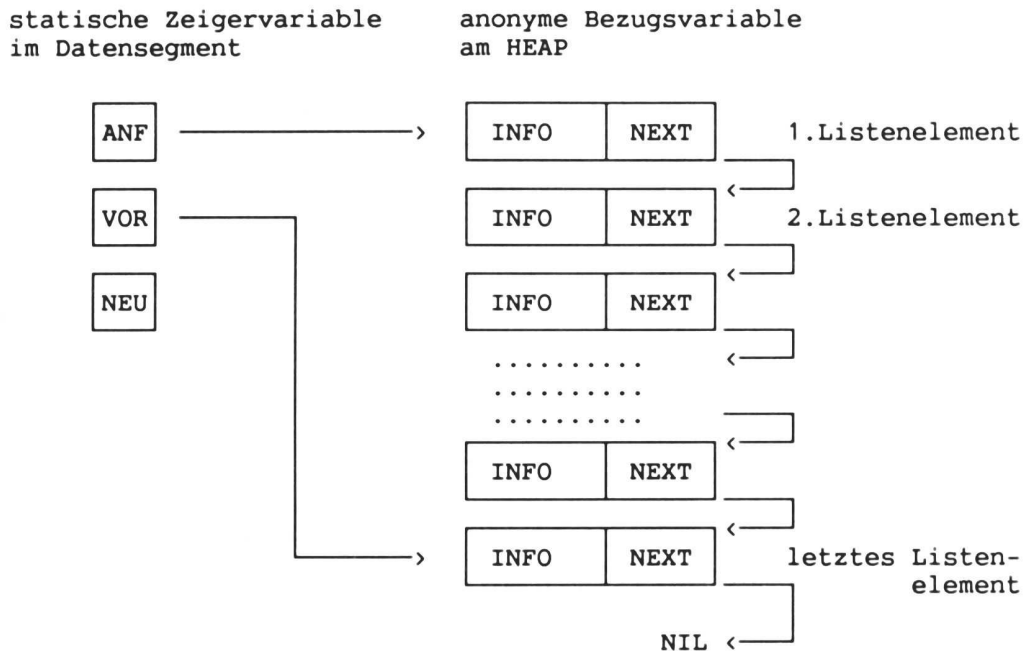 statische Zeigervariable anonyme Bezugsvariable
im Datensegment am HEAP
ANF INFO NEXT 1.Listenelement
VOR INFO NEXT 2.Listenelement
NEU INFO NEXT
..........
..........
..........
INFO NEXT
INFO NEXT letztes Listen-
element
NIL